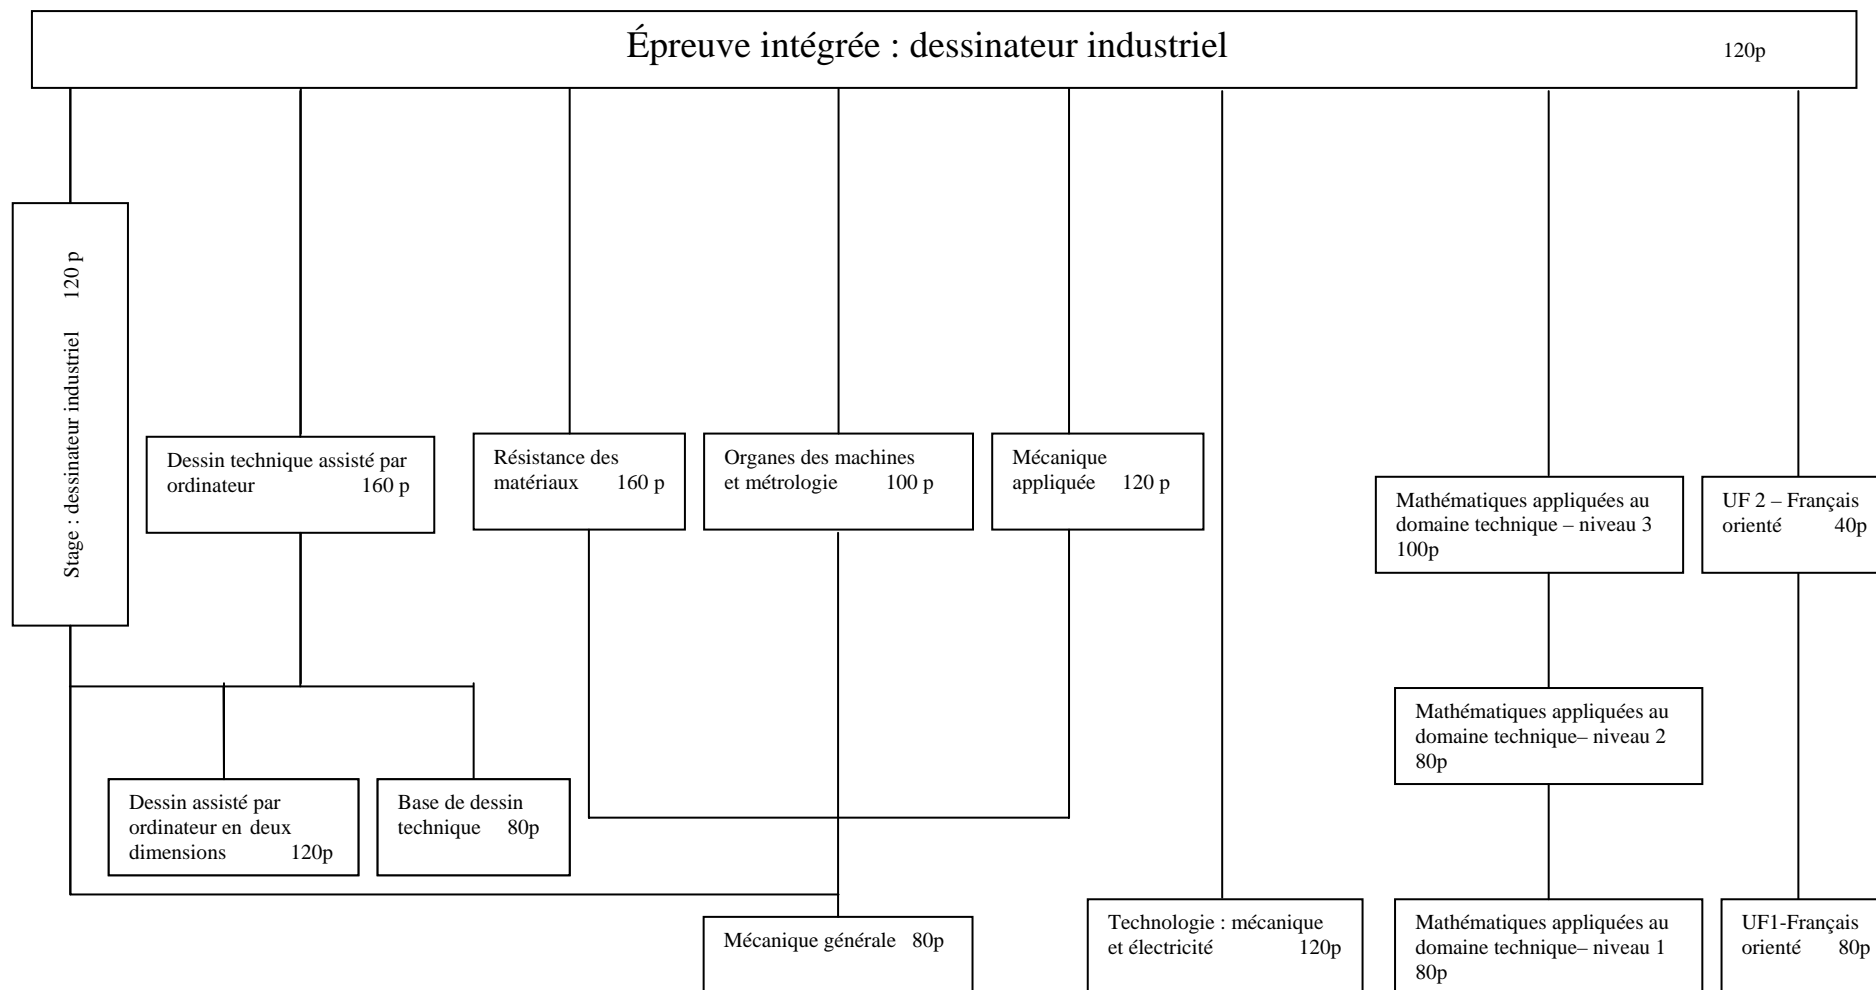 Épreuve intégrée : dessinateur industriel 120p
Stage : dessinateur industriel 120 p
Dessin technique assisté par
ordinateur 160 p
Résistance des
matériaux 160 p
Organes des machines
et métrologie 100 p
Mécanique
appliquée 120 p
Mathématiques appliquées au
domaine technique – niveau 3
100p
UF 2 – Français
orienté 40p
Mathématiques appliquées au
domaine technique– niveau 2
80p
Dessin assisté par
ordinateur en deux
dimensions 120p
Base de dessin
technique 80p
Mécanique générale 80p
Technologie : mécanique
et électricité 120p
Mathématiques appliquées au
domaine technique– niveau 1
80p
UF1-Français
orienté 80p